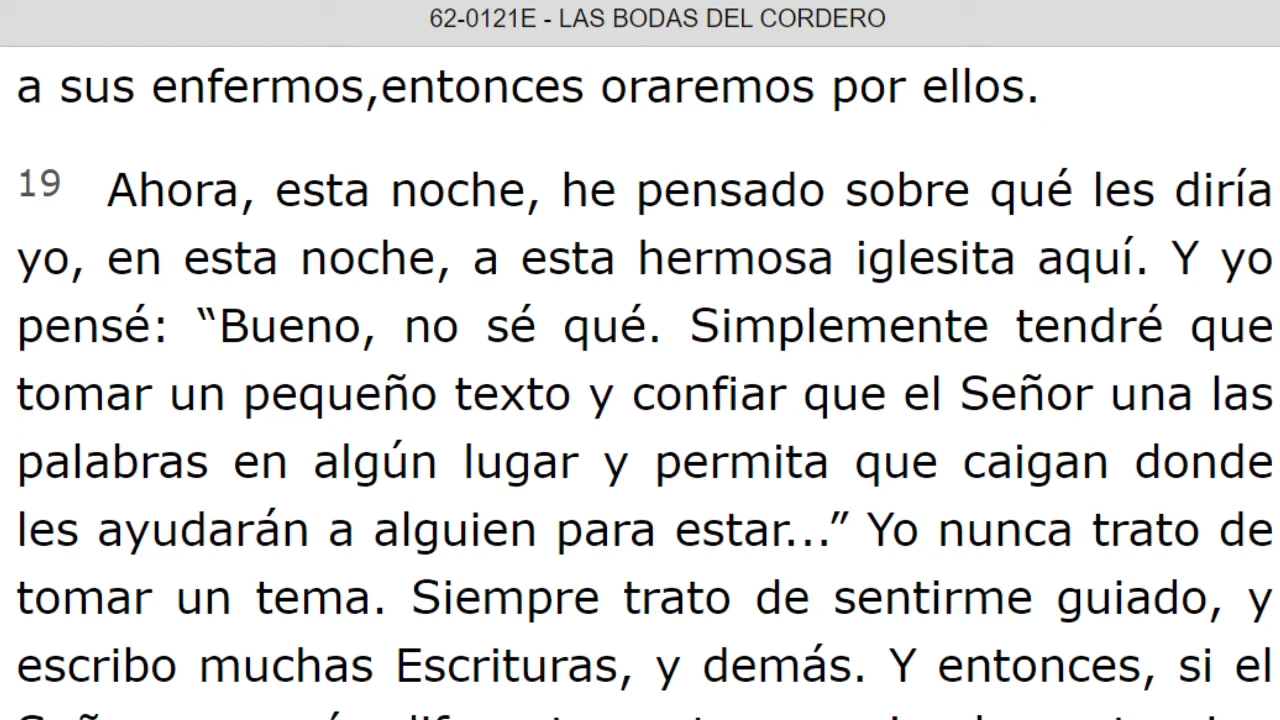 62-0121E - LAS BODAS DEL CORDERO
a sus enfermos,entonces oraremos por ellos.
19 Ahora, esta noche, he pensado sobre qué les diría
yo, en esta noche, a esta hermosa iglesita aquí. Y yo
pensé: “Bueno, no sé qué. Simplemente tendré que
tomar un pequeño texto y confiar que el Señor una las
palabras en algún lugar y permita que caigan donde
les ayudarán a alguien para estar...” Yo nunca trato de
tomar un tema. Siempre trato de sentirme guiado, y
escribo muchas Escrituras, y demás. Y entonces, si el